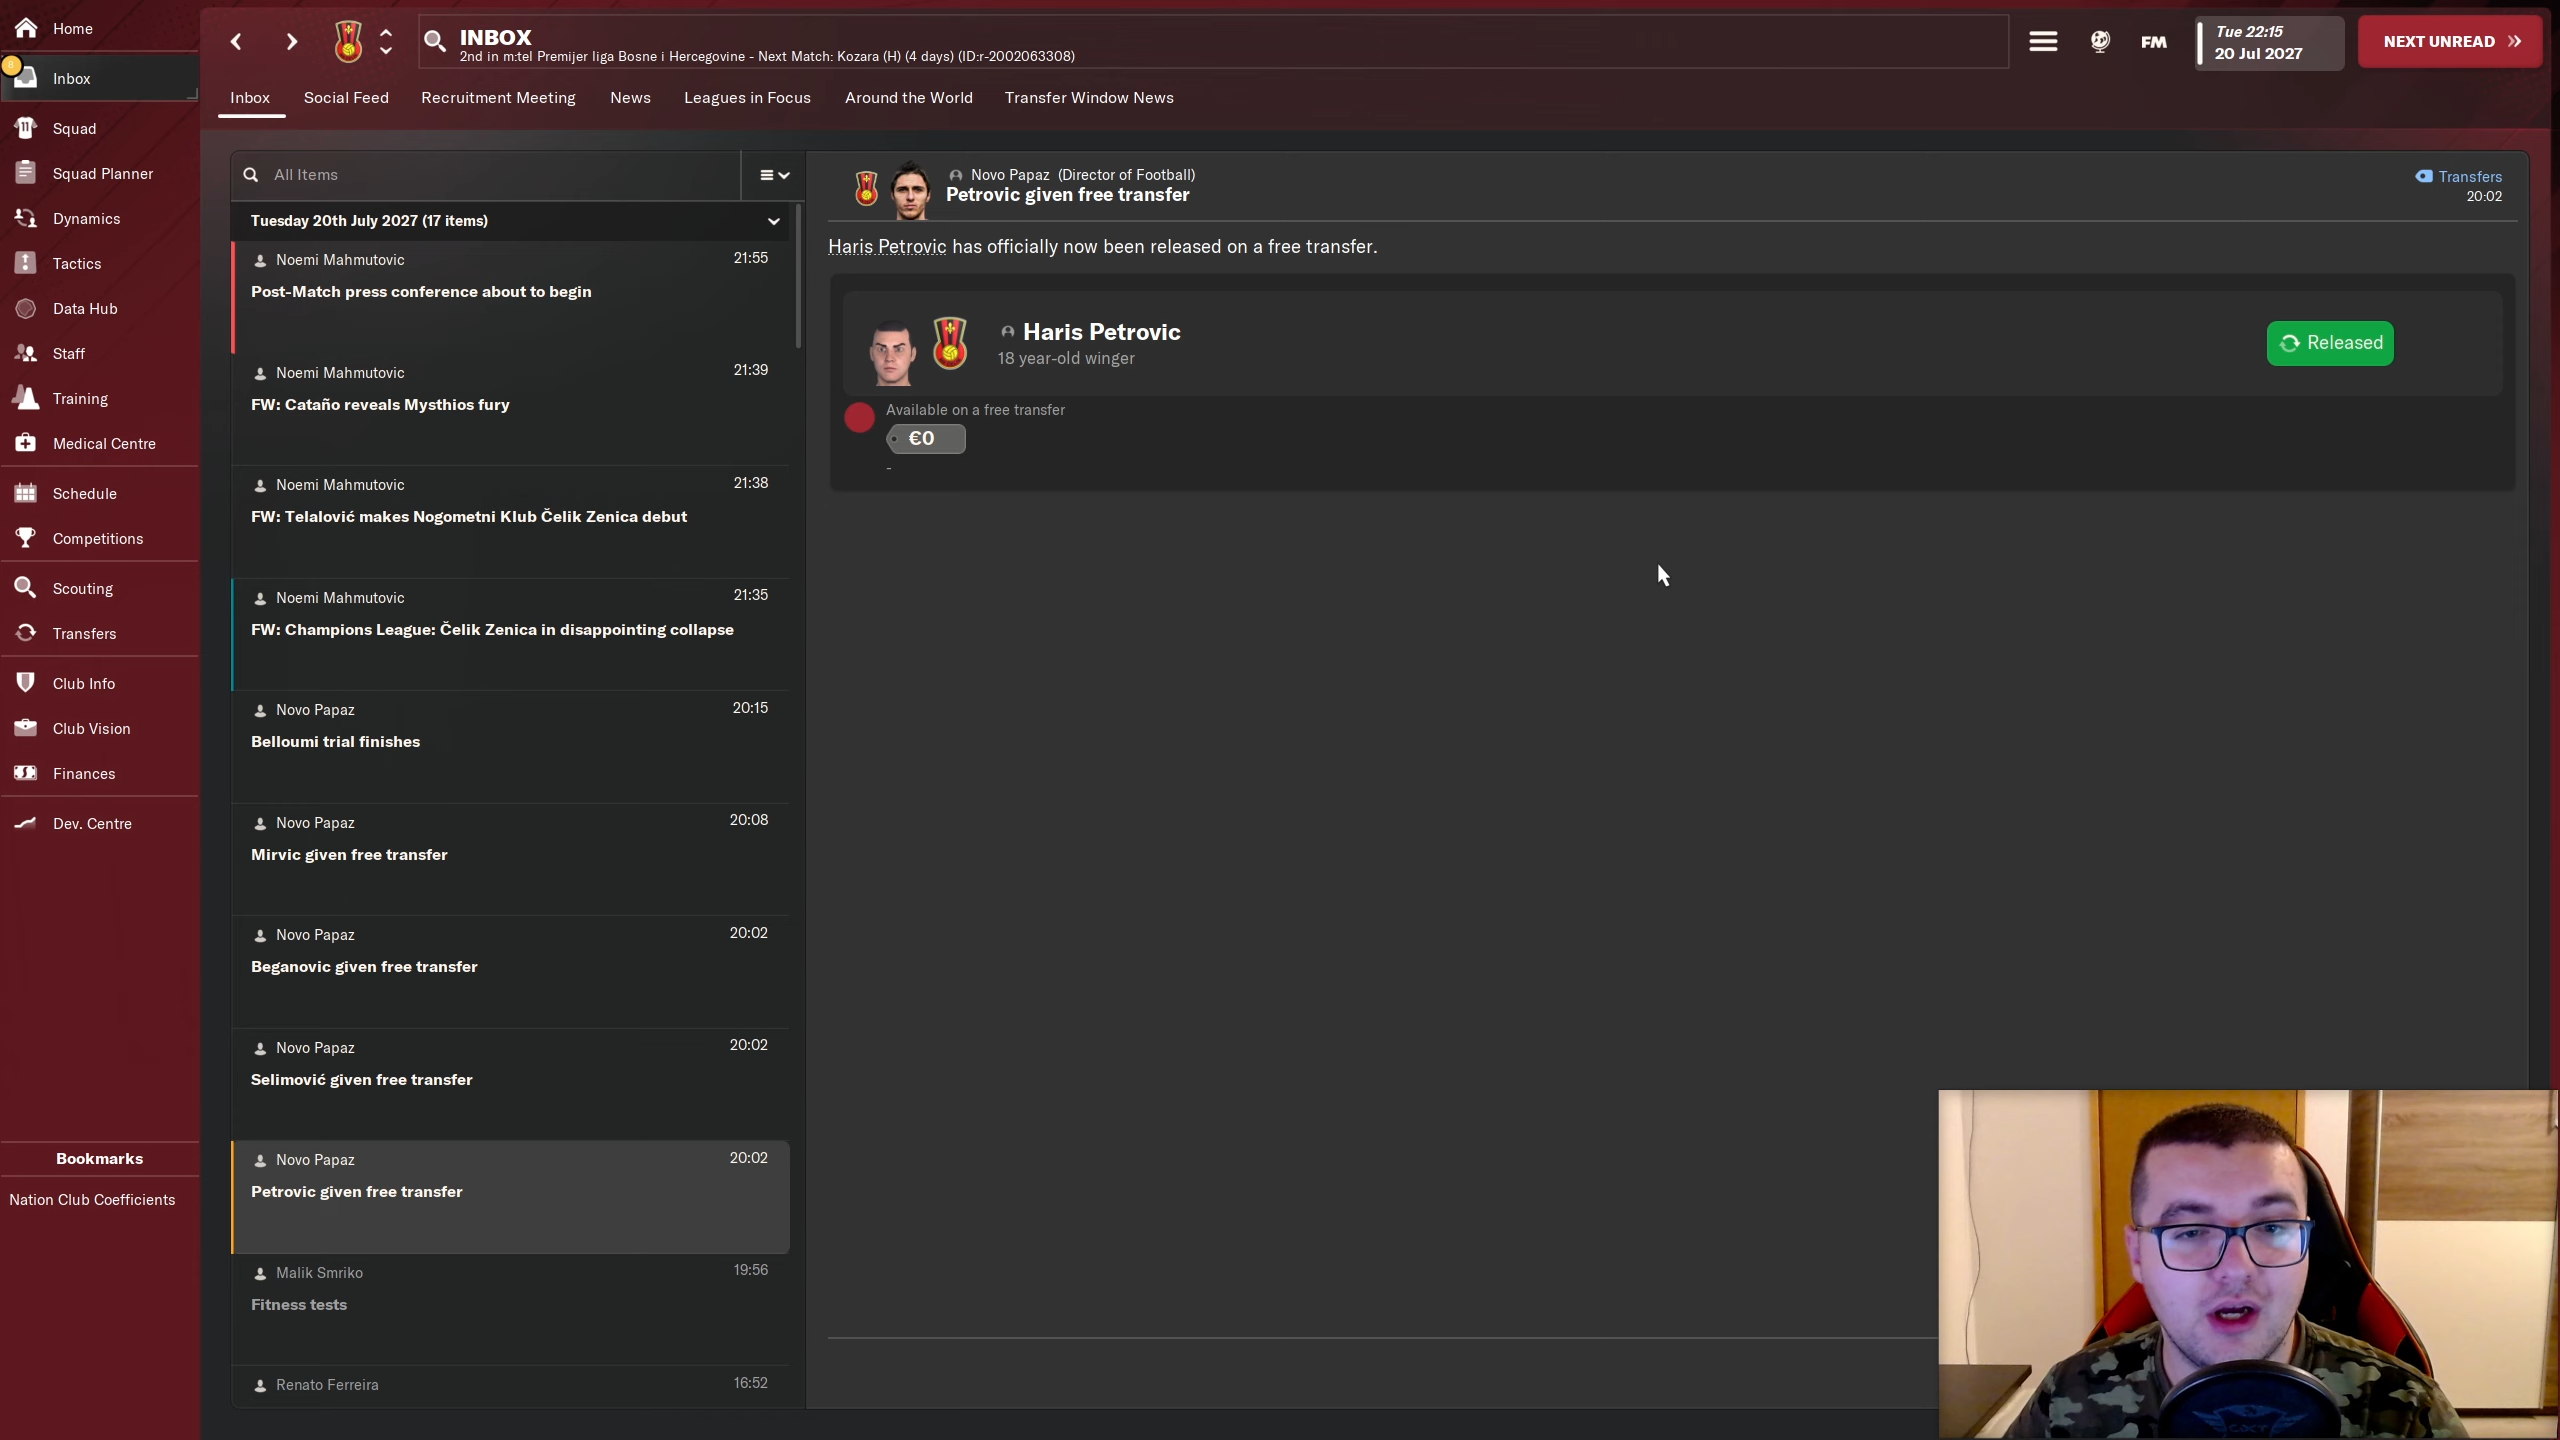 Home
8
Inbox
Squad
Squad Planner
Dynamics
Tactics
Data Hub
Staff
Training
Medical Centre
Schedule
Competitions
Scouting
Transfers
Club Info
Club Vision
Finances
Dev. Centre
Bookmarks
Nation Club Coefficients
INBOX
2nd in m:tel Premijer liga Bosne i Hercegovine - Next Match: Kozara (H) (4 days) (ID:r-2002063308)
FM
Tue 22:15
20 Jul 2027
NEXT UNREAD
Inbox Social Feed Recruitment Meeting News Leagues in Focus Around the World Transfer Window News
All Items
Tuesday 20th July 2027 (17 items)
Noemi Mahmutovic 21:55
Post-Match press conference about to begin
Noemi Mahmutovic 21:39
FW: Cataño reveals Mysthios fury
Noemi Mahmutovic 21:38
FW: Telalović makes Nogometni Klub Čelik Zenica debut
Noemi Mahmutovic 21:35
FW: Champions League: Čelik Zenica in disappointing collapse
Novo Papaz 20:15
Belloumi trial finishes
Novo Papaz 20:08
Mirvic given free transfer
Novo Papaz 20:02
Beganovic given free transfer
Novo Papaz 20:02
Selimović given free transfer
Novo Papaz 20:02
Petrovic given free transfer
Malik Smriko 19:56
Fitness tests
Renato Ferreira 16:52
Novo Papaz (Director of Football)
Petrovic given free transfer
Transfers
20:02
Haris Petrovic has officially now been released on a free transfer.
Haris Petrovic
18 year-old winger
Released
Available on a free transfer
€0
-